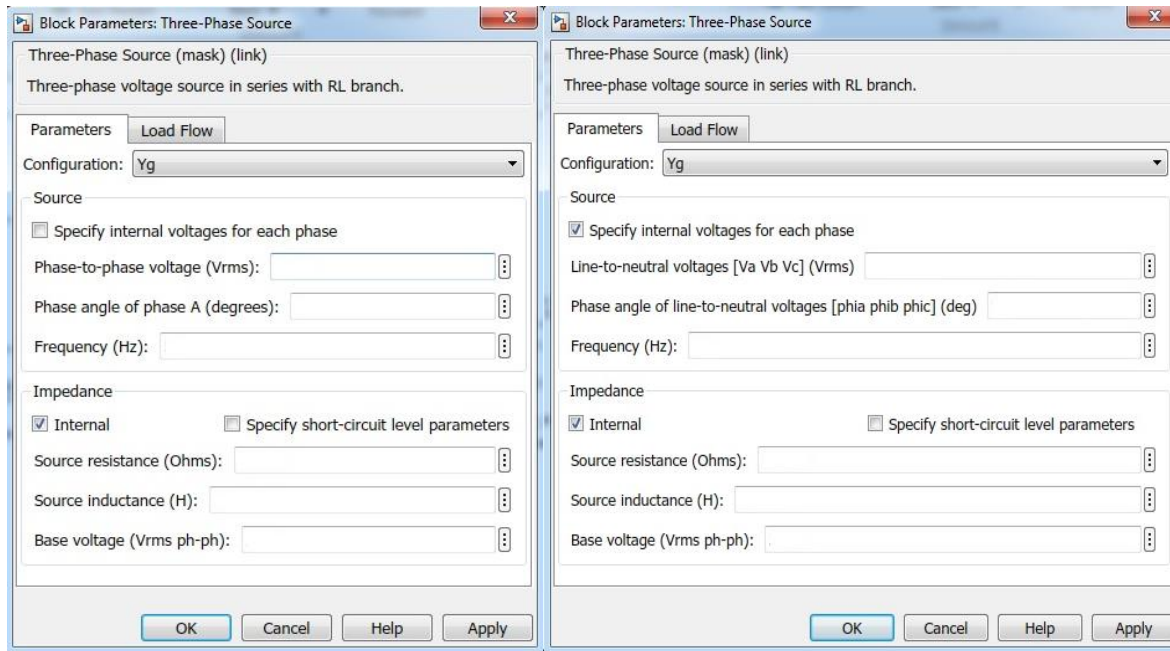 Block Parameters: Three-Phase Source
Three-Phase Source (mask) (link)
Three-phase voltage source in series with RL branch.
Parameters Load Flow
Configuration: Yg
Source
Specify internal voltages for each phase
Phase-to-phase voltage (Vrms):
Phase angle of phase A (degrees):
Frequency (Hz):
Impedance
Internal Specify short-circuit level parameters
Source resistance (Ohms):
Source inductance (H):
Base voltage (Vrms ph-ph):
OK Cancel Help Apply
Block Parameters: Three-Phase Source
Three-Phase Source (mask) (link)
Three-phase voltage source in series with RL branch.
Parameters Load Flow
Configuration: Yg
Source
Specify internal voltages for each phase
Line-to-neutral voltages [Va Vb Vc] (Vrms)
Phase angle of line-to-neutral voltages [phia phib phic] (deg)
Frequency (Hz):
Impedance
Internal Specify short-circuit level parameters
Source resistance (Ohms):
Source inductance (H):
Base voltage (Vrms ph-ph):
OK Cancel Help Apply